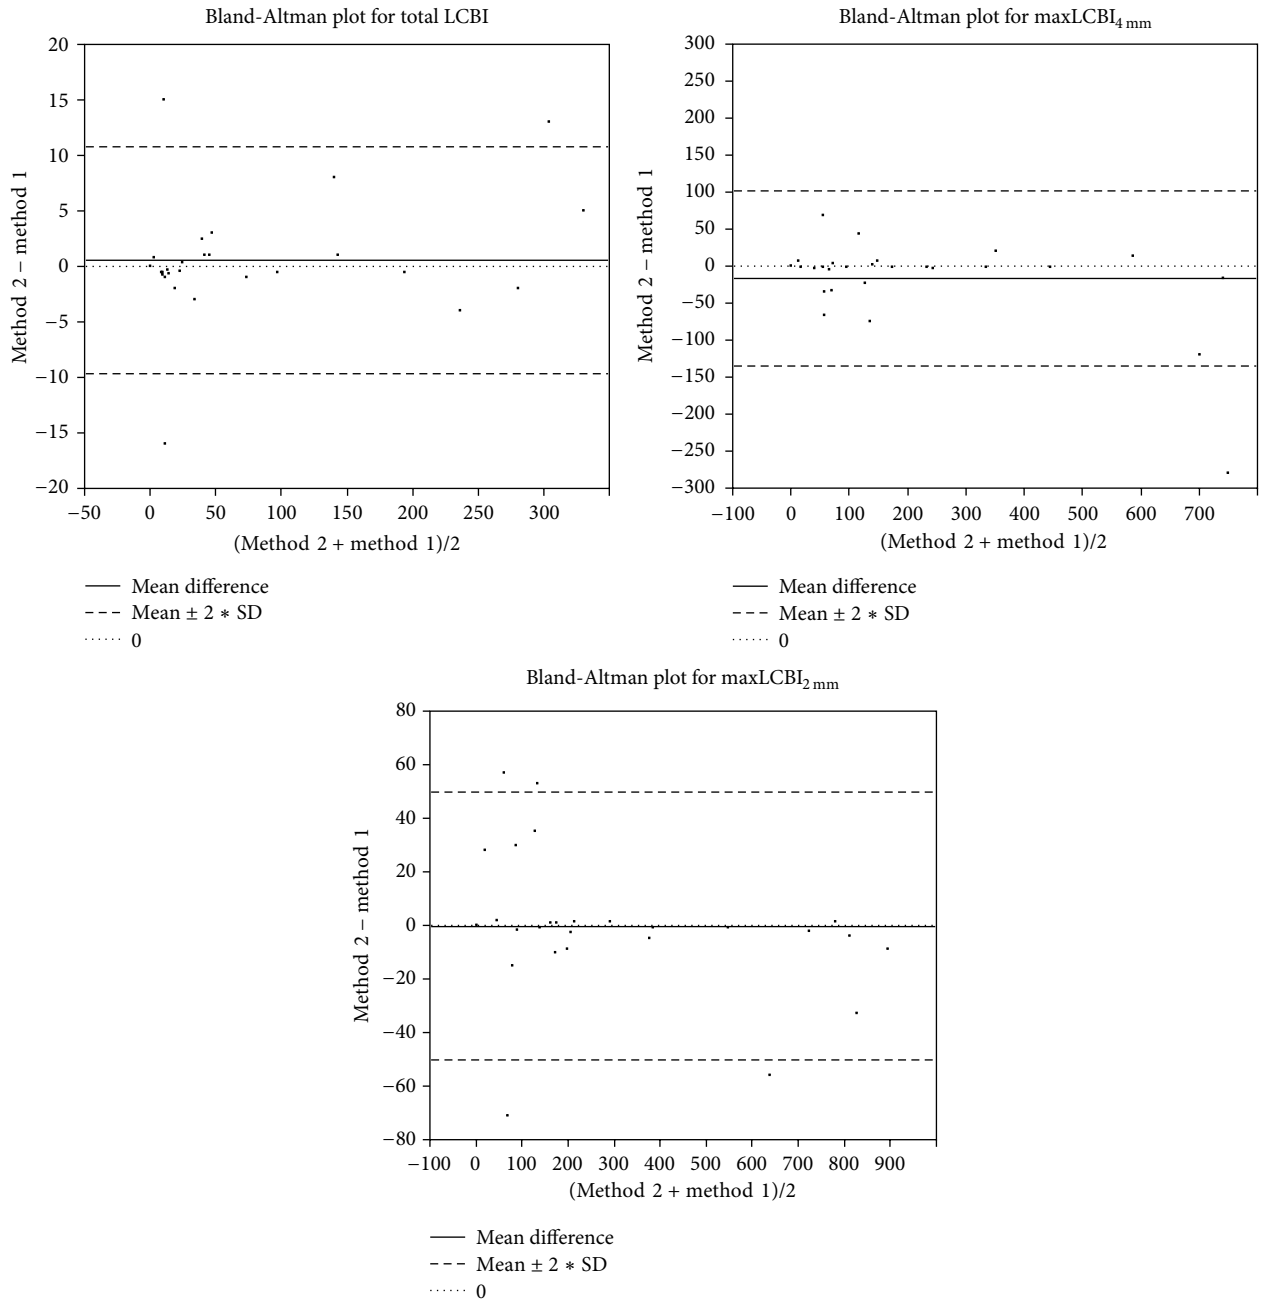 Bland-Altman plot for total LCBI
20
15
10
5
0
−5
−10
−15
−20
Method 2 − method 1
−50 0 50 100 150 200 250 300
(Method 2 + method 1)/2
Mean difference
Mean ± 2 ∗ SD
0
Bland-Altman plot for maxLCBI4 mm
300
250
200
150
100
50
0
−50
−100
−150
−200
−250
−300
Method 2 − method 1
−100 0 100 200 300 400 500 600 700
(Method 2 + method 1)/2
Mean difference
Mean ± 2 ∗ SD
0
Bland-Altman plot for maxLCBI2 mm
80
60
40
20
0
−20
−40
−60
−80
Method 2 − method 1
−100 0 100 200 300 400 500 600 700 800 900
(Method 2 + method 1)/2
Mean difference
Mean ± 2 ∗ SD
0